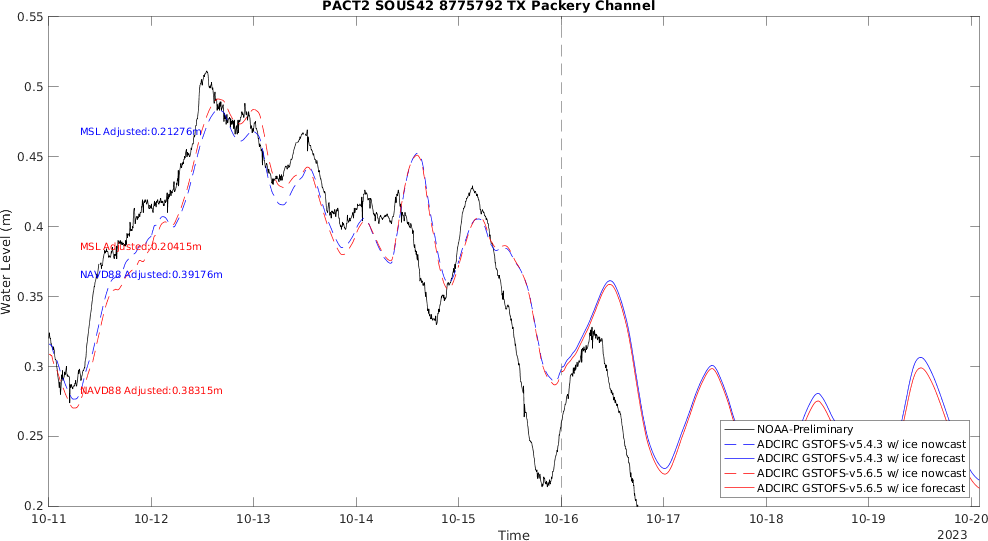 PACT2 SOUS42 8775792 TX Packery Channel
Water Level (m)
0.55
0.5
0.45
0.4
0.35
0.3
0.25
0.2
MSL Adjusted:0.21276m
MSL Adjusted:0.20415m
NAVD88 Adjusted:0.39176m
NAVD88 Adjusted:0.38315m
NOAA-Preliminary
ADCIRC GSTOFS-v5.4.3 w/ ice nowcast
ADCIRC GSTOFS-v5.4.3 w/ ice forecast
ADCIRC GSTOFS-v5.6.5 w/ ice nowcast
ADCIRC GSTOFS-v5.6.5 w/ ice forecast
10-11 10-12 10-13 10-14 10-15 10-16 10-17 10-18 10-19 10-20
Time
2023